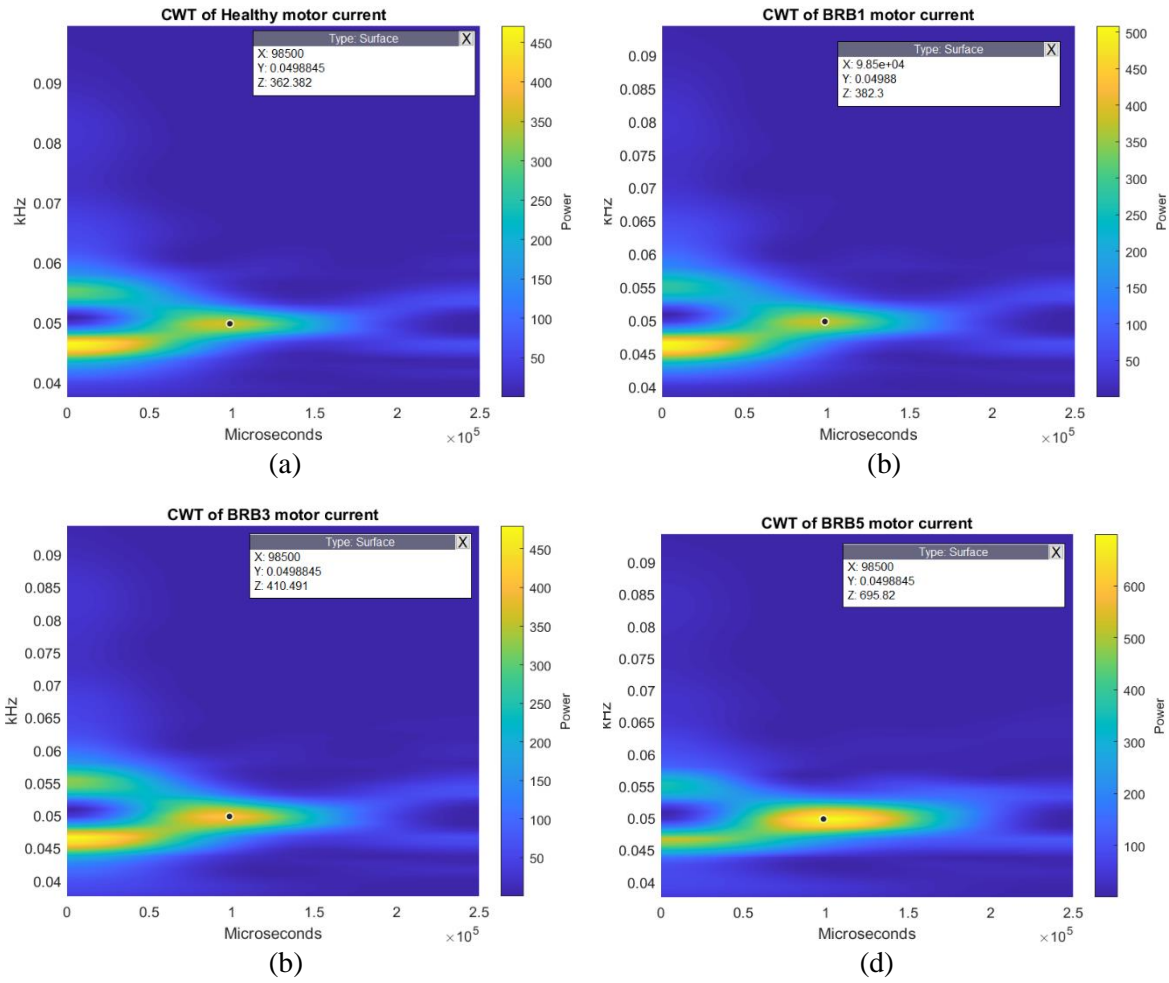 CWT of Healthy motor current
Type: Surface X
X: 98500
Y: 0.0498845
Z: 362.382
0.09
0.08
0.07
0.06
0.05
0.04
kHz
0 0.5 1 1.5 2 2.5
Microseconds
×10^5
450
400
350
300
250
200
150
100
50
Power
(a)
CWT of BRB1 motor current
Type: Surface X
X: 9.85e+04
Y: 0.04988
Z: 382.3
0.09
0.085
0.08
0.075
0.07
0.065
0.06
0.055
0.05
0.045
0.04
kHz
0 0.5 1 1.5 2 2.5
Microseconds
×10^5
500
450
400
350
300
250
200
150
100
50
Power
(b)
CWT of BRB3 motor current
Type: Surface X
X: 98500
Y: 0.0498845
Z: 410.491
0.09
0.085
0.08
0.075
0.07
0.065
0.06
0.055
0.05
0.045
0.04
kHz
0 0.5 1 1.5 2 2.5
Microseconds
×10^5
450
400
350
300
250
200
150
100
50
Power
(b)
CWT of BRB5 motor current
Type: Surface X
X: 98500
Y: 0.0498845
Z: 695.82
0.09
0.085
0.08
0.075
0.07
0.065
0.06
0.055
0.05
0.045
0.04
kHz
0 0.5 1 1.5 2 2.5
Microseconds
×10^5
600
500
400
300
200
100
Power
(d)